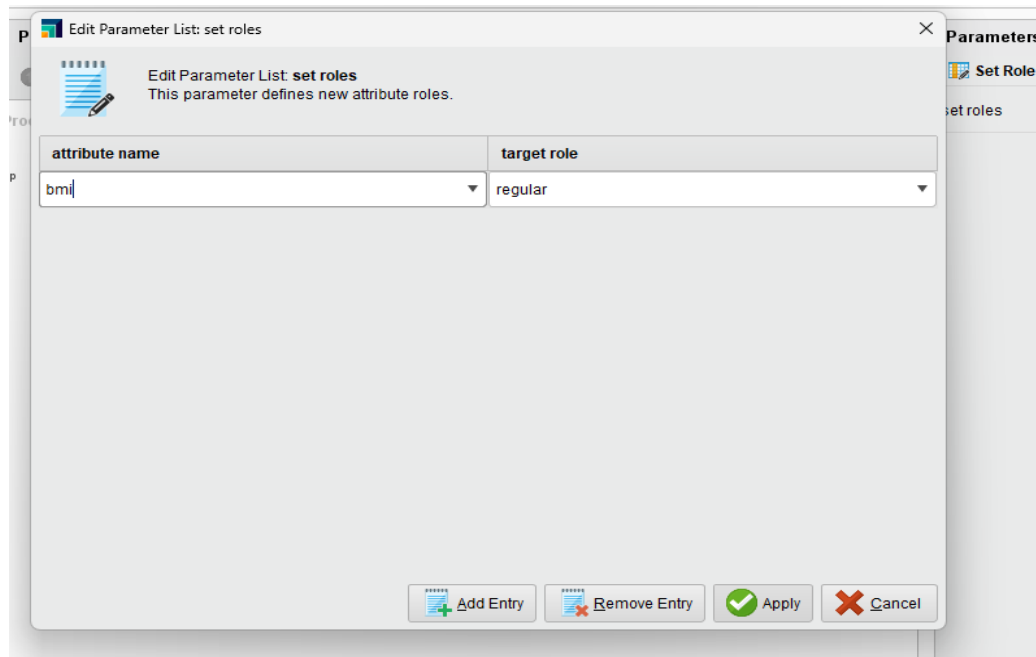 Edit Parameter List: set roles
P
Parameters
Edit Parameter List: set roles
This parameter defines new attribute roles.
Set Role
set roles
attribute name
target role
bmi
regular
P
Add Entry
Remove Entry
Apply
Cancel